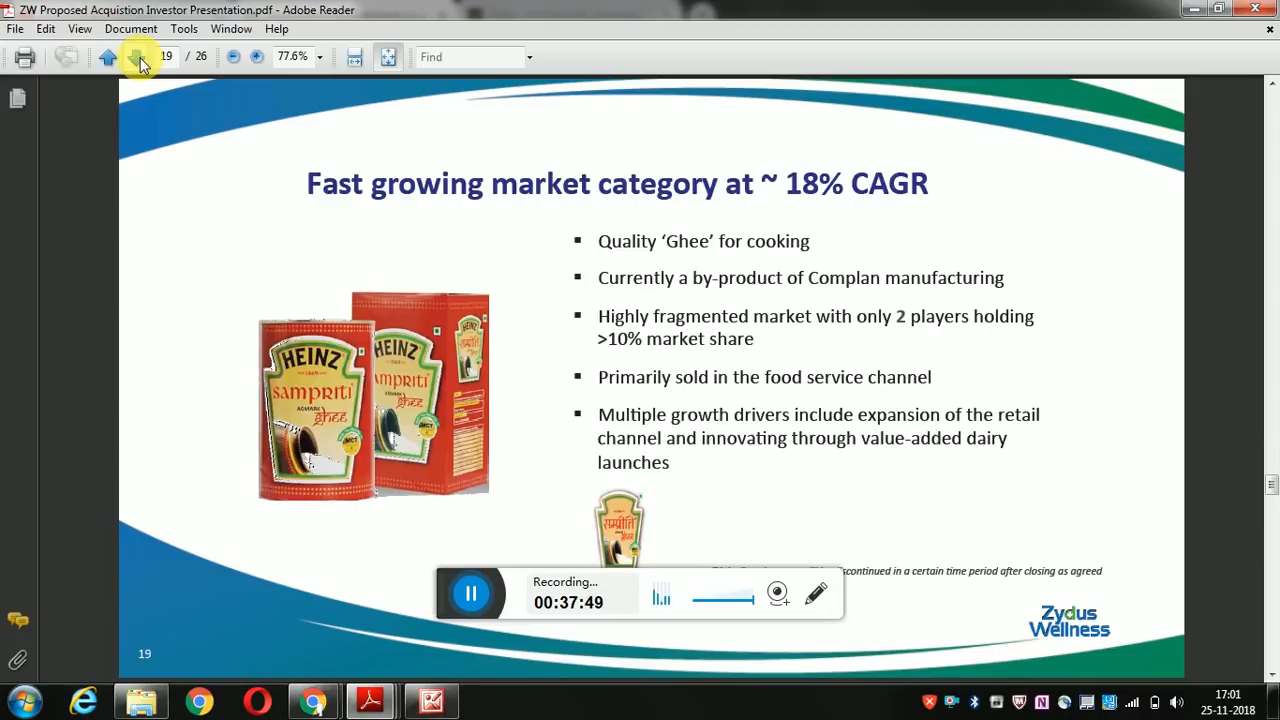 ZW Proposed Acquistion Investor Presentation.pdf - Adobe Reader
File Edit View Document Tools Window Help
19 / 26 77.6% Find
Fast growing market category at ~ 18% CAGR
Quality ‘Ghee’ for cooking
Currently a by-product of Complan manufacturing
Highly fragmented market with only 2 players holding
>10% market share
Primarily sold in the food service channel
Multiple growth drivers include expansion of the retail
channel and innovating through value-added dairy
launches
HEINZ
sampriti
AGMARK
ghee
HEINZ
ampriti
ghee
सम्प्रीति
discontinued in a certain time period after closing as agreed
Recording...
00:37:49
Zydus
Wellness
19
17:01
25-11-2018